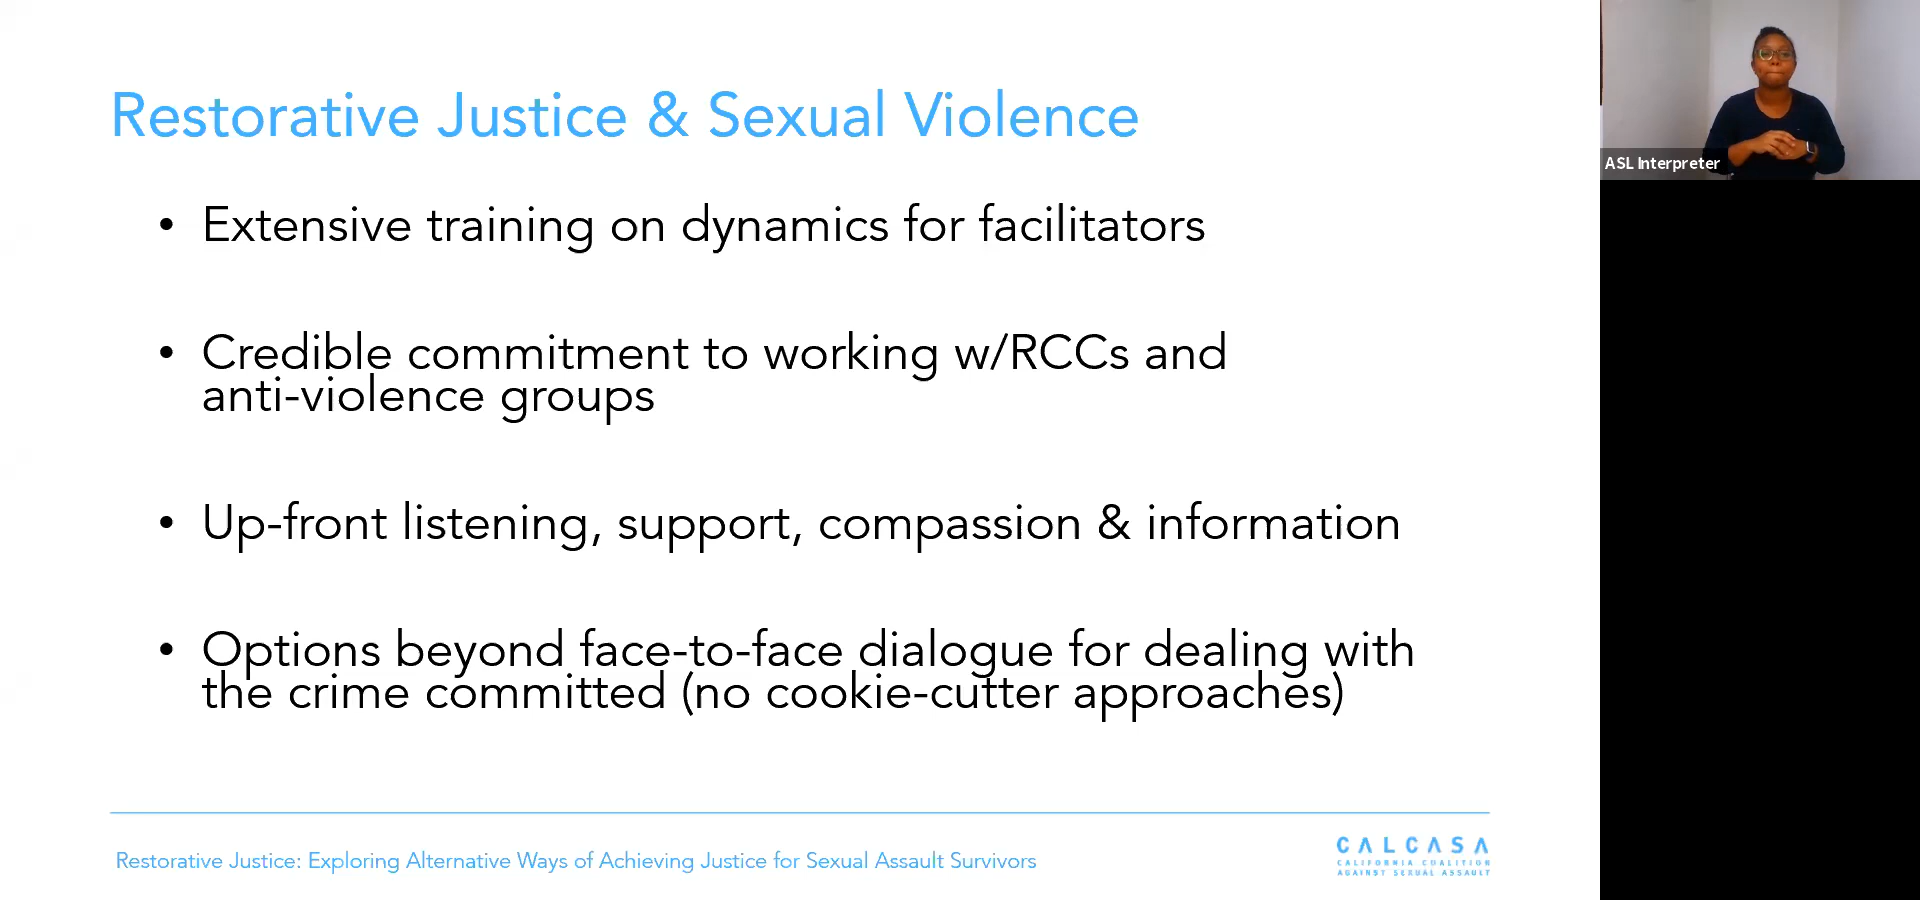 Restorative Justice & Sexual Violence
• Extensive training on dynamics for facilitators
• Credible commitment to working w/RCCs and
anti-violence groups
• Up-front listening, support, compassion & information
• Options beyond face-to-face dialogue for dealing with
the crime committed (no cookie-cutter approaches)
Restorative Justice: Exploring Alternative Ways of Achieving Justice for Sexual Assault Survivors
CALCASA
CALIFORNIA COALITION
AGAINST SEXUAL ASSAULT
ASL Interpreter